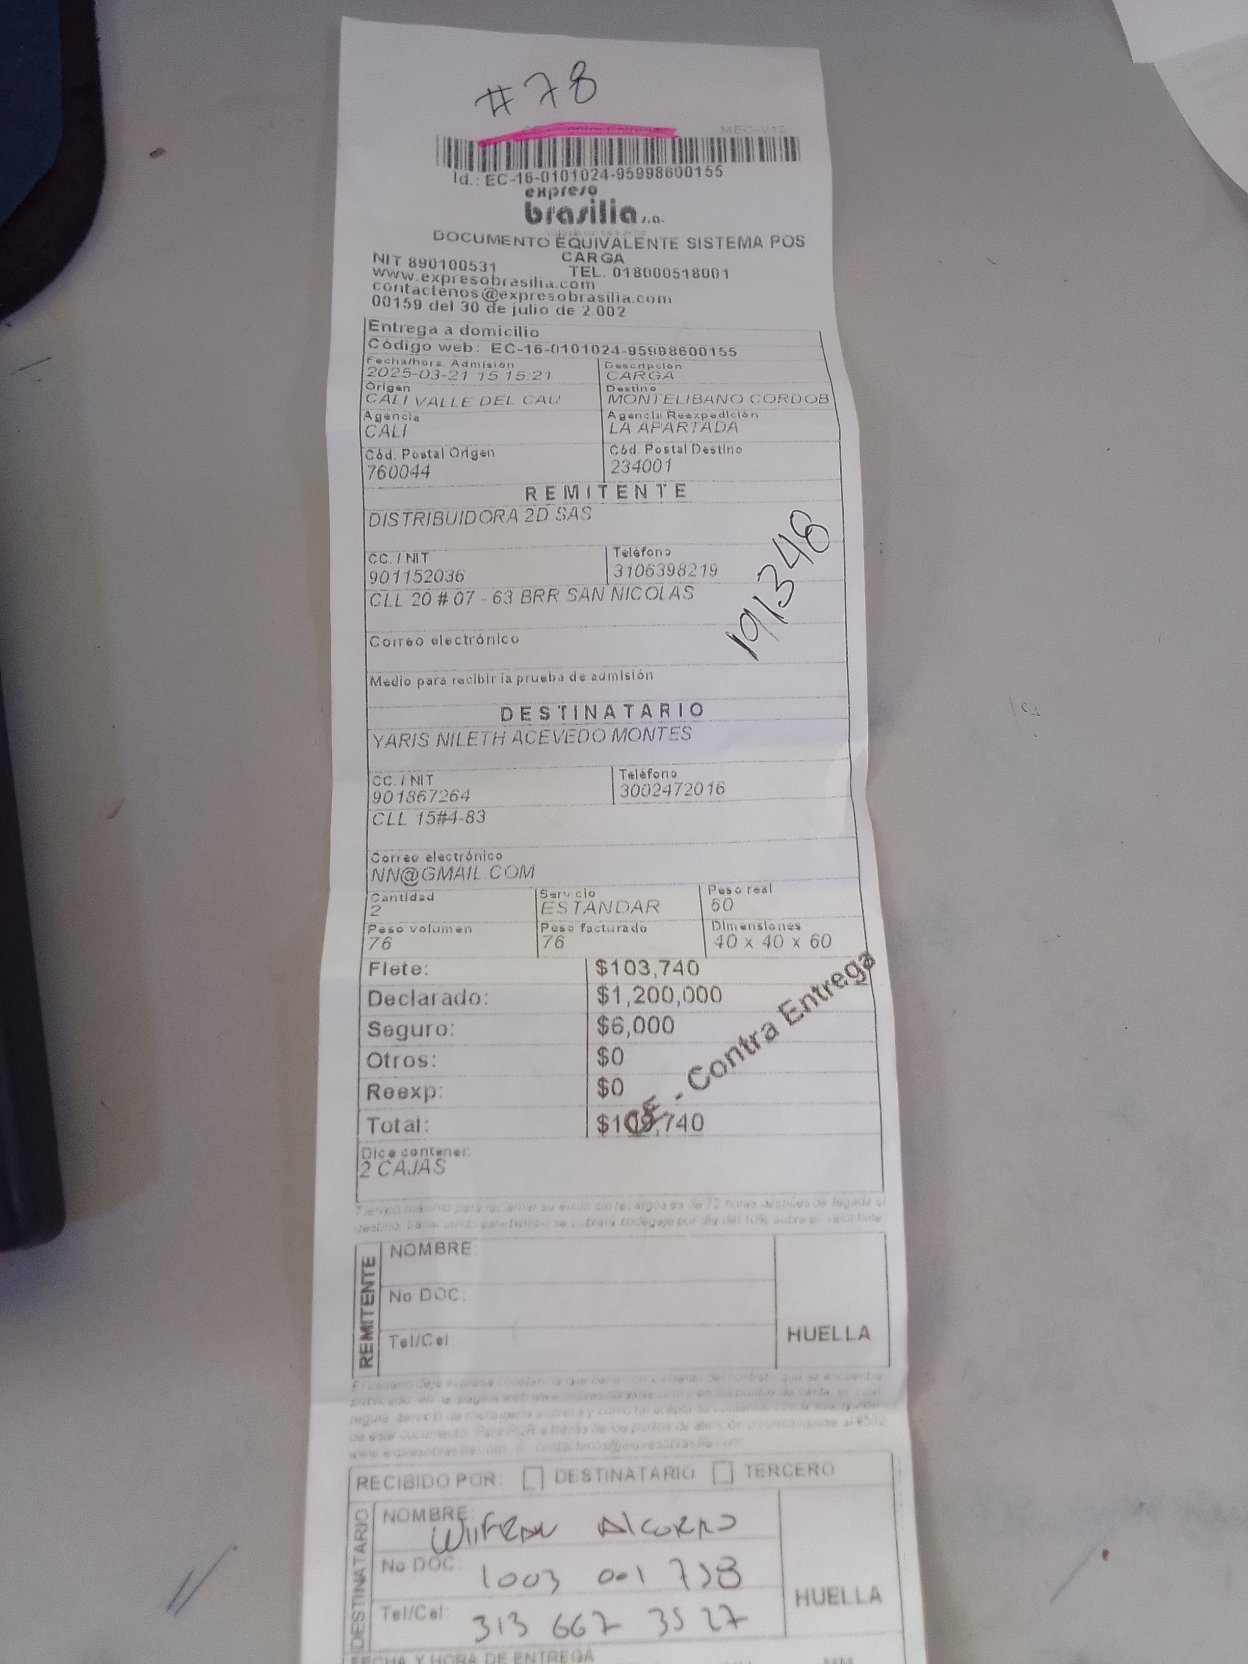 #78
MEC-V12
Id.: EC-16-0101024-95998600155
expreso
brasilia s.a.
DOCUMENTO EQUIVALENTE SISTEMA POS
CARGA
NIT 890100531 TEL. 018000518001
www.expresobrasilia.com
contactenos@expresobrasilia.com
00159 del 30 de julio de 2.002
Entrega a domicilio
Código web: EC-16-0101024-95998600155
Fecha/hora Admisión Descripción
2025-03-21 15:15:21 CARGA
Origen Destino
CALI VALLE DEL CAU MONTELIBANO CORDOB
Agencia Agencia Reexpedición
CALI LA APARTADA
Cód. Postal Origen Cód. Postal Destino
760044 234001
REMITENTE
DISTRIBUIDORA 2D SAS
191348
CC. / NIT Teléfono
901152036 3106398219
CLL 20 # 07 - 63 BRR SAN NICOLAS
Correo electrónico
Medio para recibir la prueba de admisión
DESTINATARIO
YARIS NILETH ACEVEDO MONTES
CC. / NIT Teléfono
901867264 3002472016
CLL 15#4-83
Correo electrónico
NN@GMAIL.COM
Cantidad Servicio Peso real
2 ESTANDAR 60
Peso volumen Peso facturado Dimensiones
76 76 40 x 40 x 60
Flete: $103,740
Declarado: $1,200,000
Seguro: $6,000
Otros: $0
Reexp: $0
CE - Contra Entrega
Total: $109,740
Dice contener:
2 CAJAS
REMITENTE
NOMBRE
No DOC:
Tel/Cel
HUELLA
RECIBIDO POR: DESTINATARIO TERCERO
DESTINATARIO
NOMBRE:
No DOC: 1003 001 738
Tel/Cel: 313 667 3527
HUELLA
FECHA Y HORA DE ENTREGA